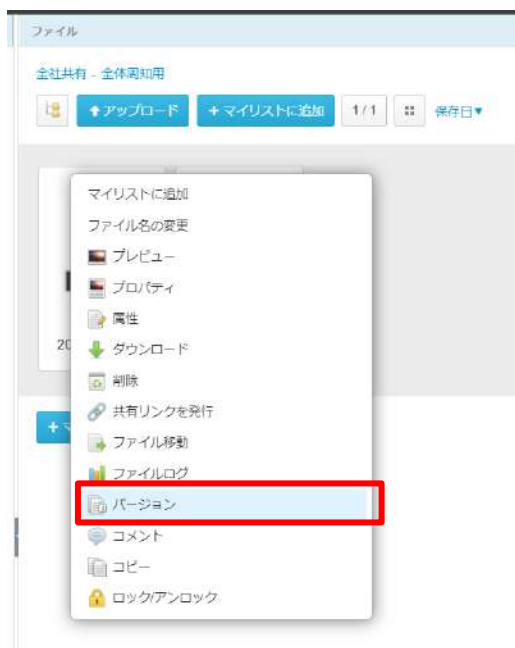 ファイル
全社共有 - 全体周知用
アップロード
+ マイリストに追加
1 / 1
保存日▼
マイリストに追加
ファイル名の変更
プレビュー
プロパティ
属性
20
ダウンロード
削除
共有リンクを発行
+ マ
ファイル移動
ファイルログ
バージョン
コメント
コピー
ロック/アンロック